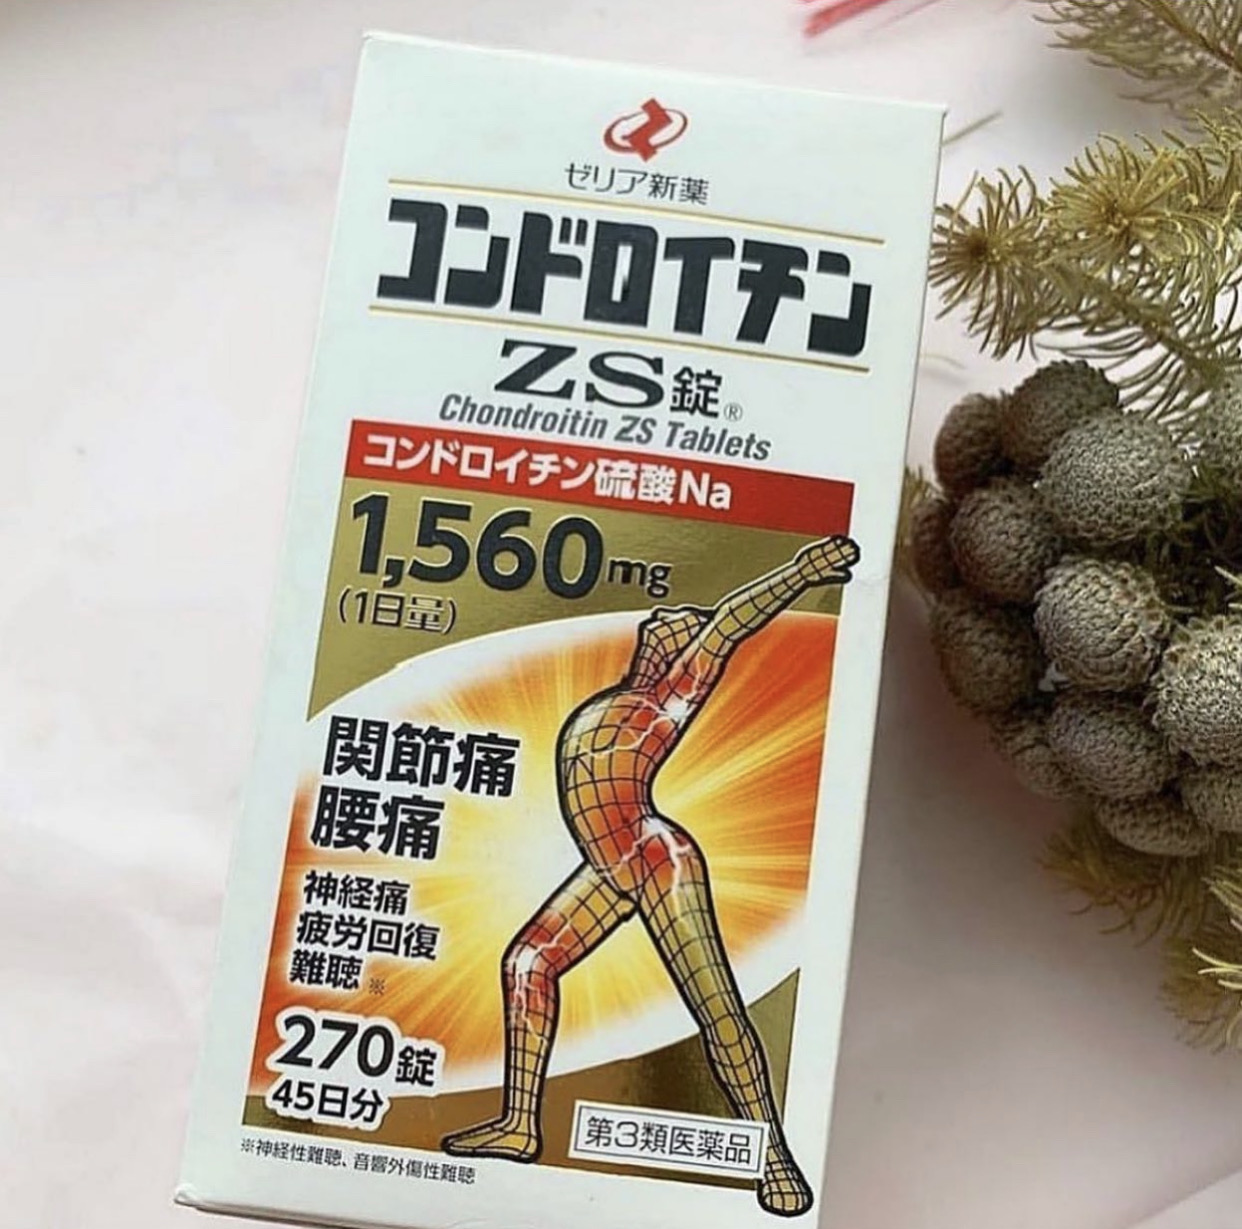 ゼリア新薬
コンドロイチン
ZS錠®
Chondroitin ZS Tablets
コンドロイチン硫酸Na
1,560mg
(1日量)
関節痛
腰痛
神経痛
疲労回復
難聴※
270錠
45日分
第3類医薬品
※神経性難聴、音響外傷性難聴